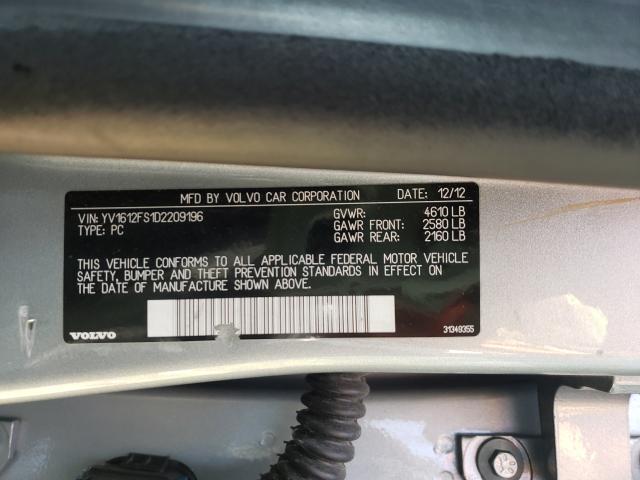 MFD BY VOLVO CAR CORPORATION DATE: 12/12
VIN: YV1612FS1D2209196 GVWR: 4610 LB
TYPE: PC GAWR FRONT: 2580 LB
GAWR REAR: 2160 LB
THIS VEHICLE CONFORMS TO ALL APPLICABLE FEDERAL MOTOR VEHICLE
SAFETY, BUMPER AND THEFT PREVENTION STANDARDS IN EFFECT ON
THE DATE OF MANUFACTURE SHOWN ABOVE.
VOLVO 31349355